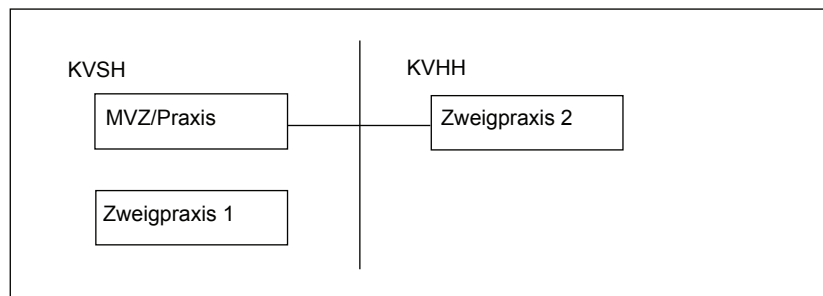 KVSH
KVHH
MVZ/Praxis
Zweigpraxis 2
Zweigpraxis 1